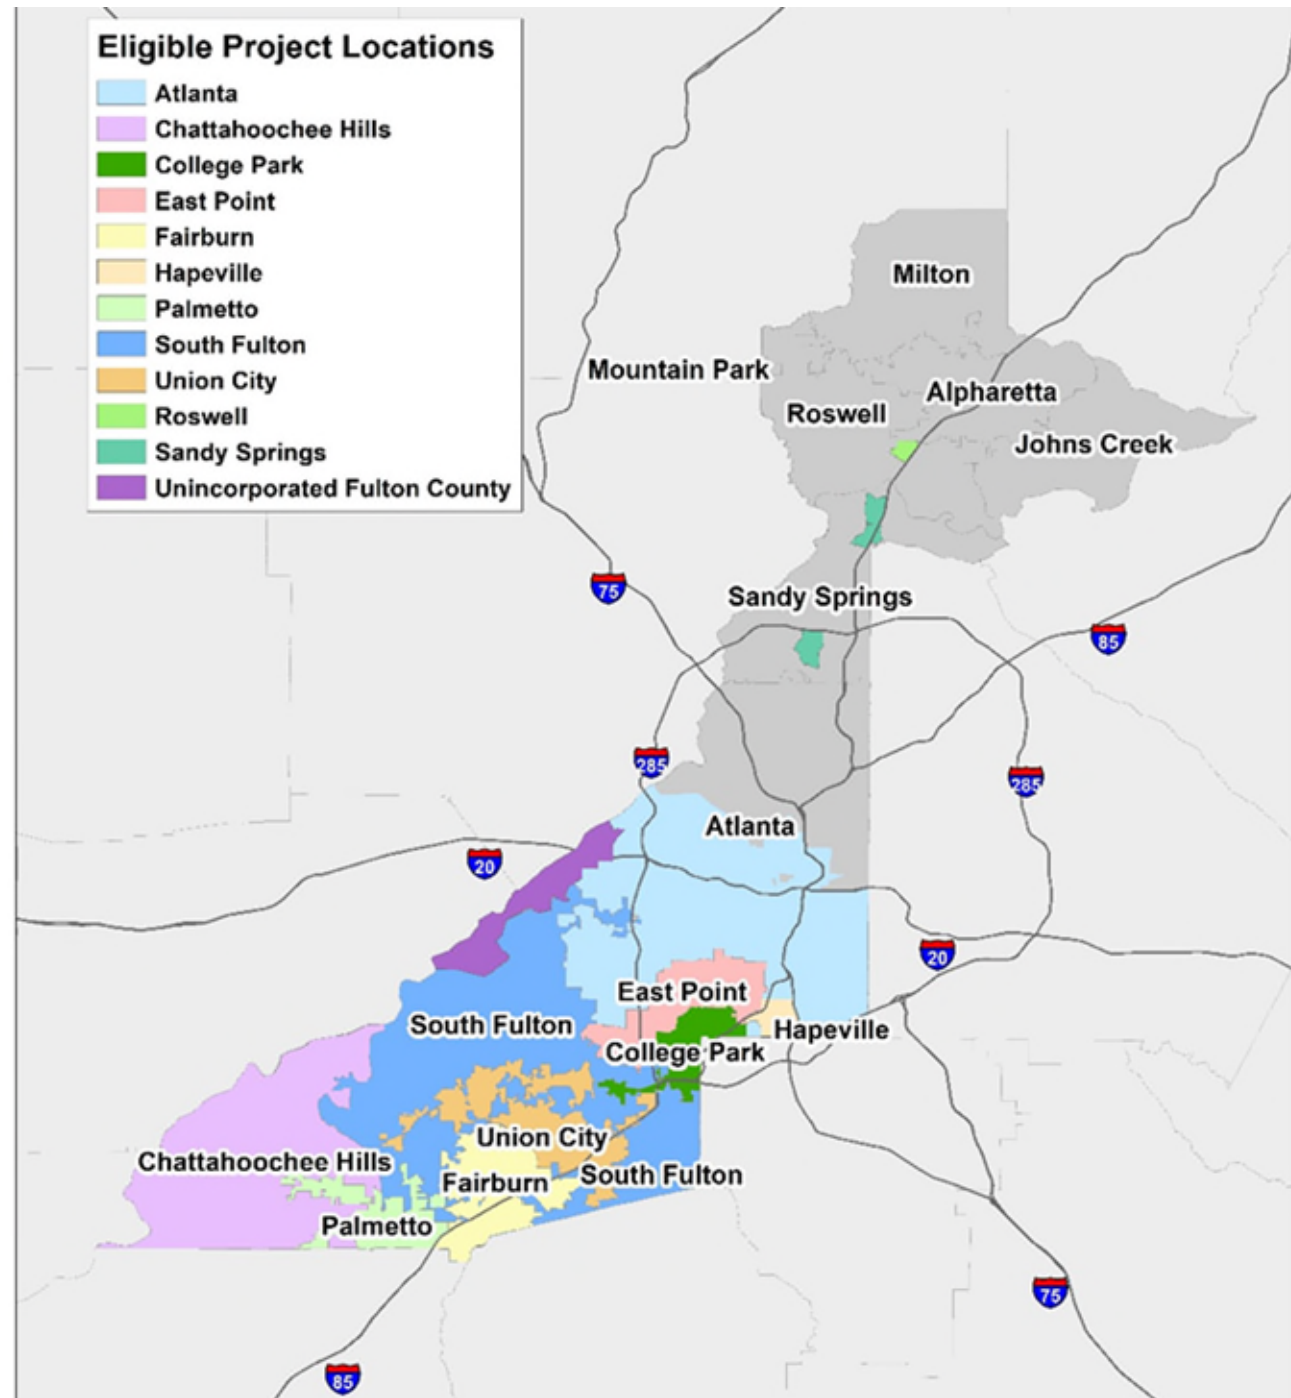 Eligible Project Locations
Atlanta
Chattahoochee Hills
College Park
East Point
Fairburn
Hapeville
Palmetto
South Fulton
Union City
Roswell
Sandy Springs
Unincorporated Fulton County
Milton
Mountain Park
Alpharetta
Roswell
Johns Creek
75
Sandy Springs
85
285
285
Atlanta
20
20
East Point
South Fulton
Hapeville
College Park
Union City
Chattahoochee Hills
South Fulton
Fairburn
Palmetto
75
85